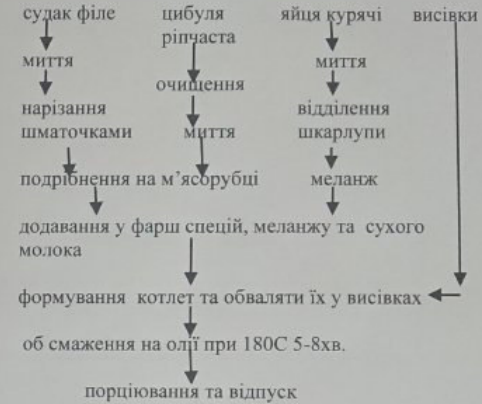 судак філе цибуля яйця курячі висівки
ріпчаста
миття миття
очищення
нарізання відділення
шматочками миття шкарлупи
подрібнення на м'ясорубці меланж
додавання у фарш спецій, меланжу та сухого
молока
формування котлет та обваляти їх у висівках
об смаження на олії при 180С 5-8хв.
порціювання та відпуск